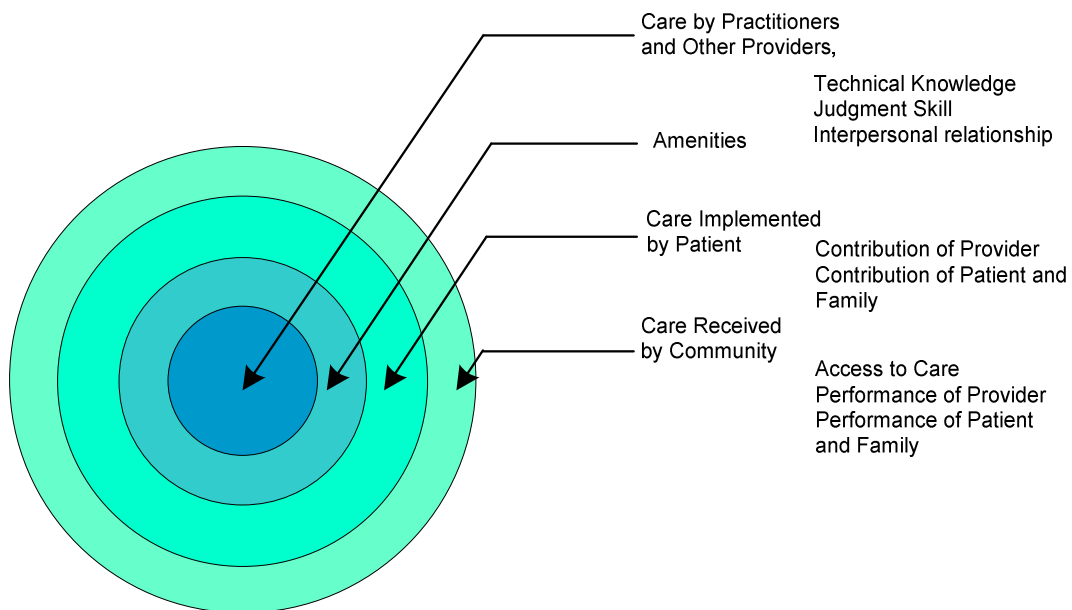 Care by Practitioners
and Other Providers,
Technical Knowledge
Judgment Skill
Interpersonal relationship
Amenities
Care Implemented
by Patient
Contribution of Provider
Contribution of Patient and
Family
Care Received
by Community
Access to Care
Performance of Provider
Performance of Patient
and Family